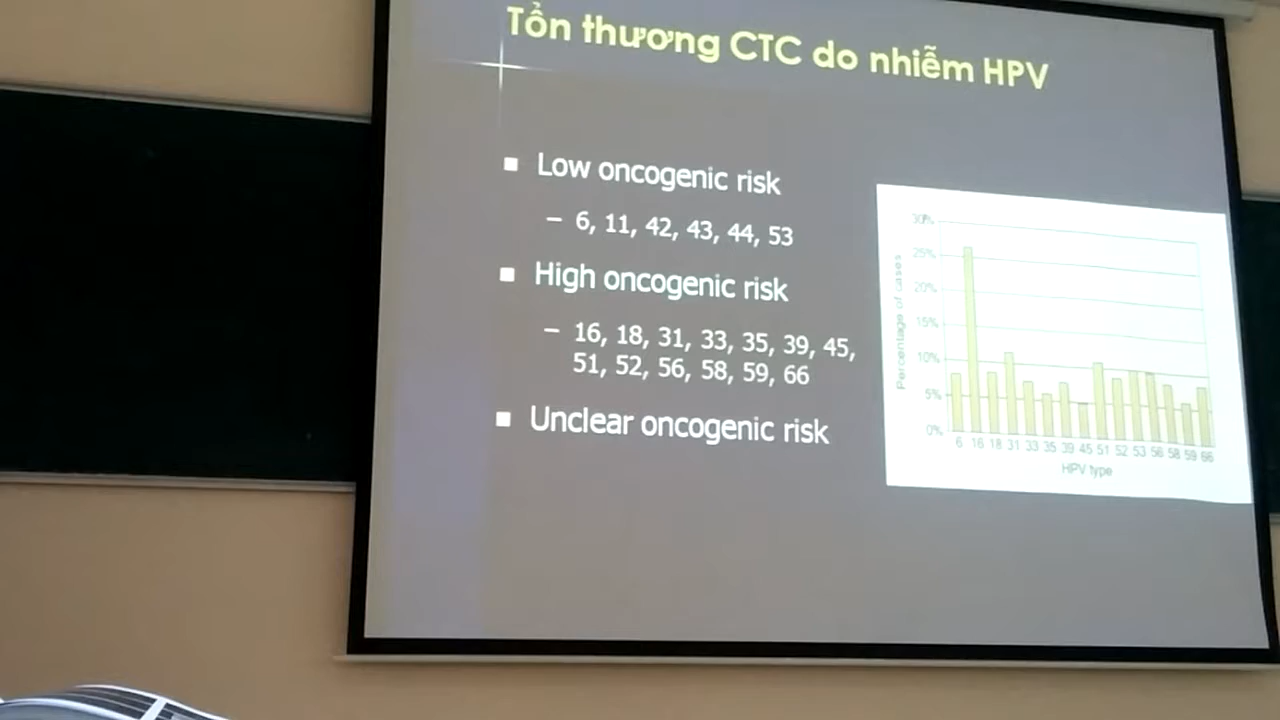 Tổn thương CTC do nhiễm HPV
Low oncogenic risk
– 6, 11, 42, 43, 44, 53
High oncogenic risk
– 16, 18, 31, 33, 35, 39, 45,
51, 52, 56, 58, 59, 66
Unclear oncogenic risk
30%
25%
20%
15%
10%
5%
0%
Percentage of cases
6 16 18 31 33 35 39 45 51 52 53 56 58 59 66
HPV type